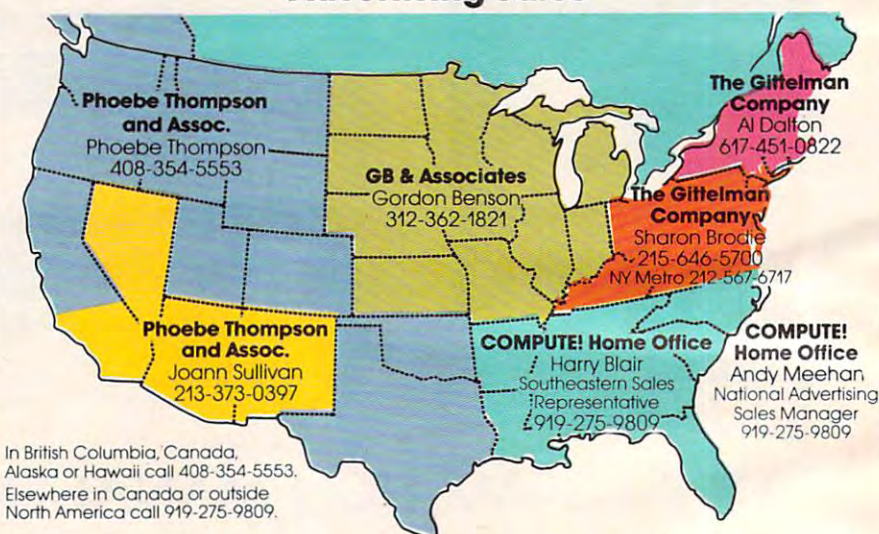 Phoebe Thompson
and Assoc.
Phoebe Thompson
408-354-5553
GB & Associates
Gordon Benson
312-362-1821
The Gittelman
Company
Al Dalton
617-451-0822
The Gittelman
Company
Sharon Brodie
215-646-5700
NY Metro 212-567-6717
Phoebe Thompson
and Assoc.
Joann Sullivan
213-373-0397
COMPUTE! Home Office
Harry Blair
Southeastern Sales
Representative
919-275-9809
COMPUTE!
Home Office
Andy Meehan
National Advertising
Sales Manager
919-275-9809
In British Columbia, Canada,
Alaska or Hawaii call 408-354-5553.
Elsewhere in Canada or outside
North America call 919-275-9809.